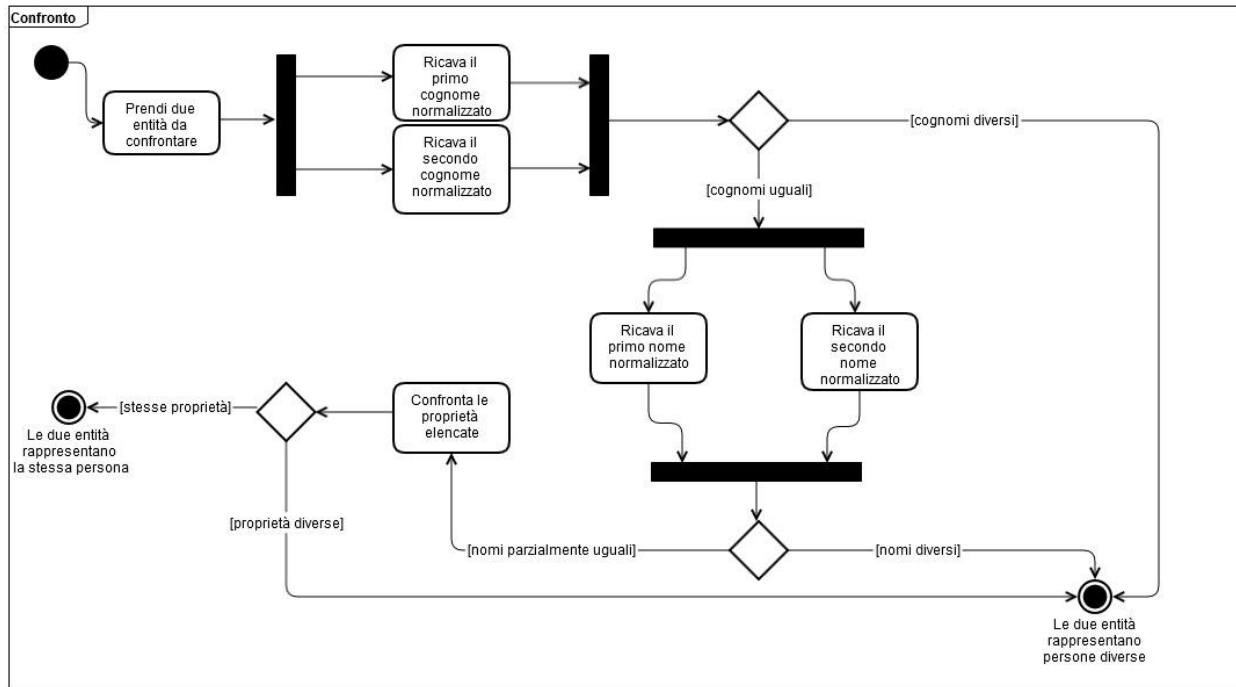 Confronto
Prendi due
entità da
confrontare
Ricava il
primo
cognome
normalizzato
Ricava il
secondo
cognome
normalizzato
[cognomi diversi]
[cognomi uguali]
Ricava il
primo nome
normalizzato
Ricava il
secondo
nome
normalizzato
Confronta le
proprietà
elencate
[stesse proprietà]
Le due entità
rappresentano
la stessa persona
[proprietà diverse]
[nomi parzialmente uguali]
[nomi diversi]
Le due entità
rappresentano
persone diverse